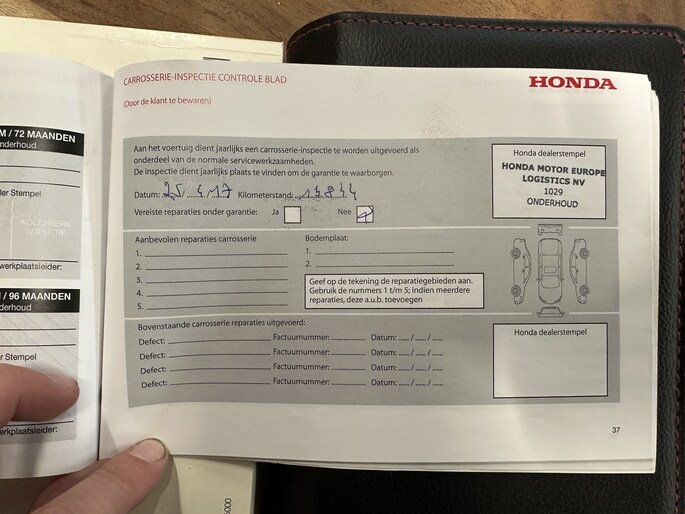 M / 72 MAANDEN
nderhoud
ler Stempel
werkplaatsleider:
/ 96 MAANDEN
derhoud
r Stempel
erkplaatsleider:
CARROSSERIE-INSPECTIE CONTROLE BLAD
HONDA
(Door de klant te bewaren)
Aan het voertuig dient jaarlijks een carrosserie-inspectie te worden uitgevoerd als
onderdeel van de normale servicewerkzaamheden.
De inspectie dient jaarlijks plaats te vinden om de garantie te waarborgen.
Datum: 25/ 4 17 Kilometerstand: 17844
Vereiste reparaties onder garantie: Ja Nee
Honda dealerstempel
HONDA MOTOR EUROPE
LOGISTICS NV
1029
ONDERHOUD
Aanbevolen reparaties carrosserie
1.
2.
3.
4.
5.
Bodemplaat:
1.
2.
Geef op de tekening de reparatiegebieden aan.
Gebruik de nummers 1 t/m 5; indien meerdere
reparaties, deze a.u.b. toevoegen
Bovenstaande carrosserie reparaties uitgevoerd:
Defect: Factuurnummer: Datum: / /
Defect: Factuurnummer: Datum: / /
Defect: Factuurnummer: Datum: / /
Defect: Factuurnummer: Datum: / /
Honda dealerstempel
37